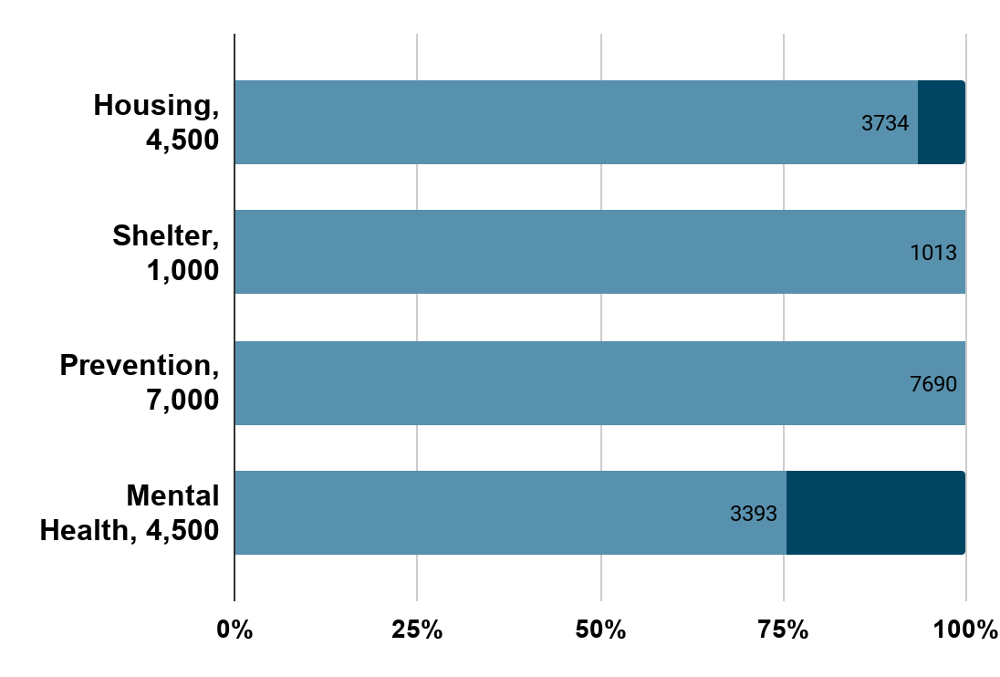 Housing,
4,500
3734
Shelter,
1,000
1013
Prevention,
7,000
7690
Mental
Health, 4,500
3393
0% 25% 50% 75% 100%